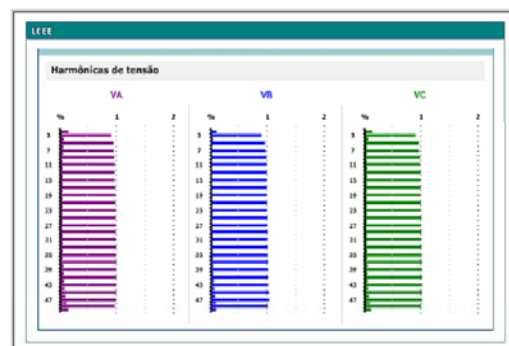 LCEE
Harmônicas de tensão
VA VB VC
% 1 2 % 1 2 % 1 2
3 3 3
7 7 7
11 11 11
15 15 15
19 19 19
23 23 23
27 27 27
31 31 31
35 35 35
39 39 39
43 43 43
47 47 47